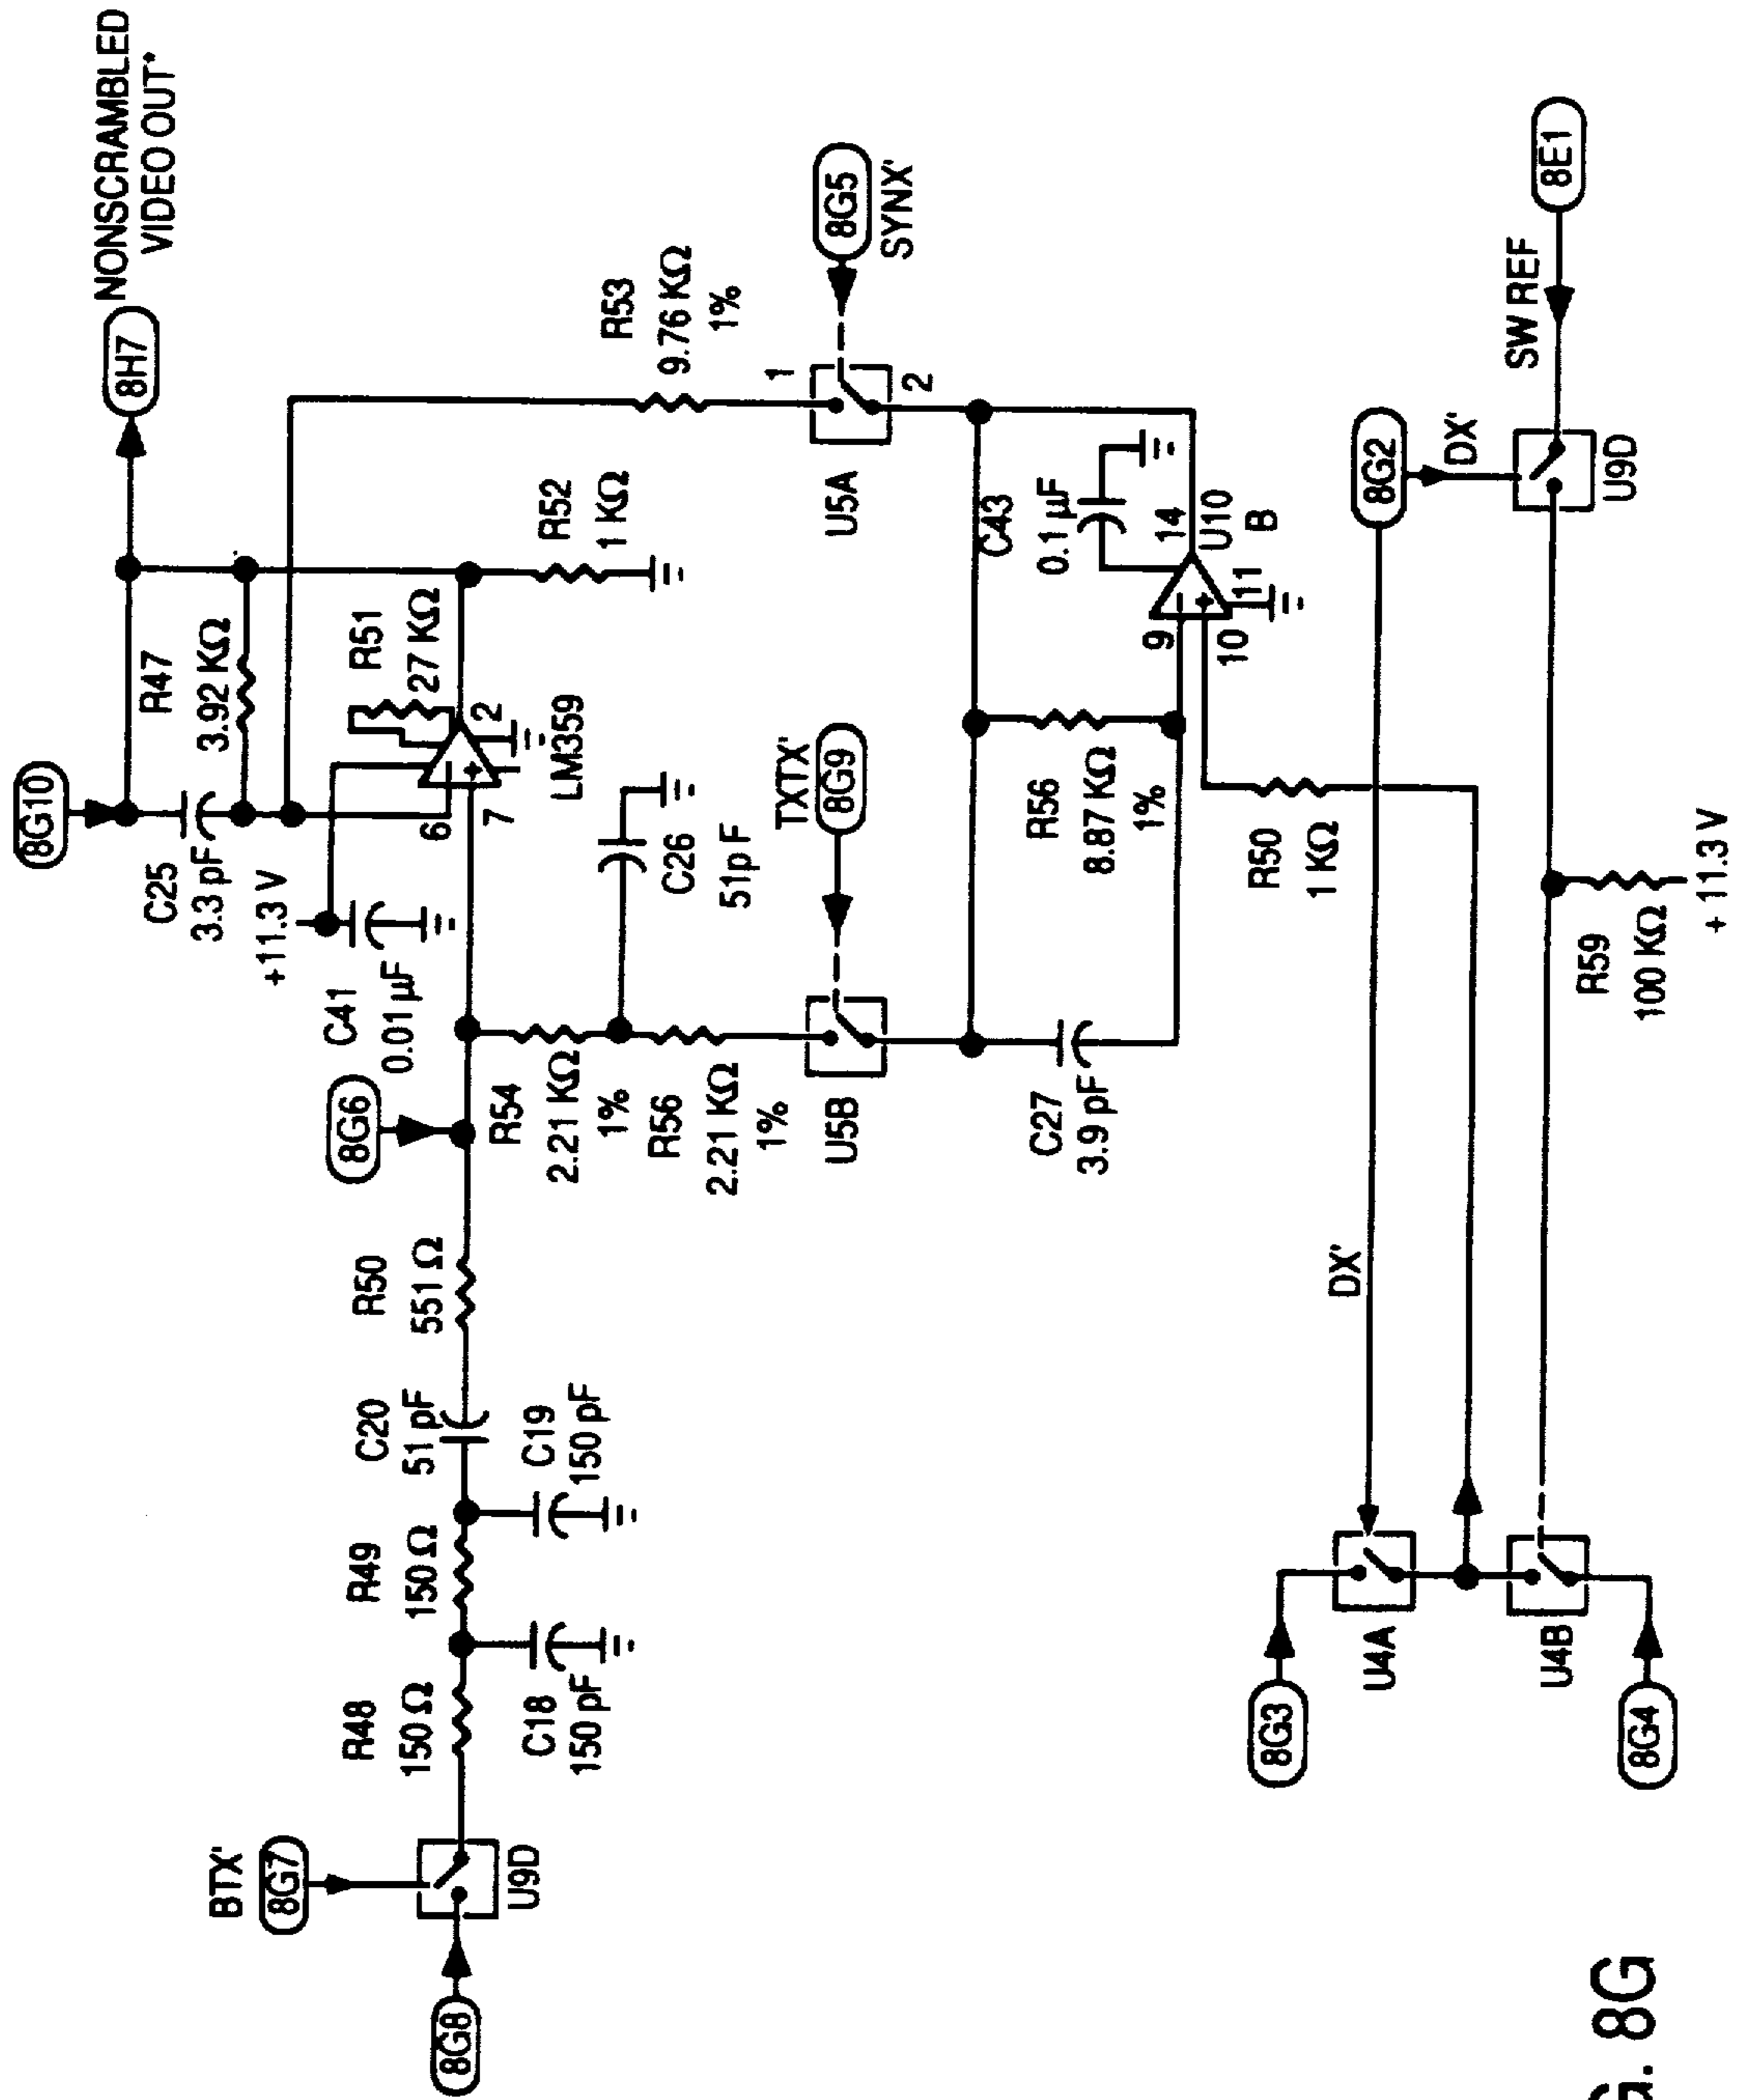 8G10
8H7
NONSCRAMBLED
VIDEO OUT*
C25
3.3 pF
R47
3.92 KΩ
+11.3 V
C41
0.01 µF
R51
27 KΩ
6
7
2
LM359
R52
1 KΩ
R53
9.76 KΩ
1%
BTX'
8G7
8G8
U9D
R48
150 Ω
C18
150 pF
R49
150 Ω
C19
150 pF
C20
51 pF
R50
551 Ω
8G6
R54
2.21 KΩ
1%
C26
51p F
R56
2.21 KΩ
1%
U5B
TXTX'
8G9
U5A
1
2
8G5
SYNX'
C27
3.9 pF
R56
8.87 KΩ
1%
C43
0.1 µF
9
10
14
11
U10
B
R50
1 KΩ
8G2
DX'
DX'
8G3
U4A
U4B
8G4
R59
100 KΩ
+ 11.3 V
U9D
SW REF
8E1
G. 8G